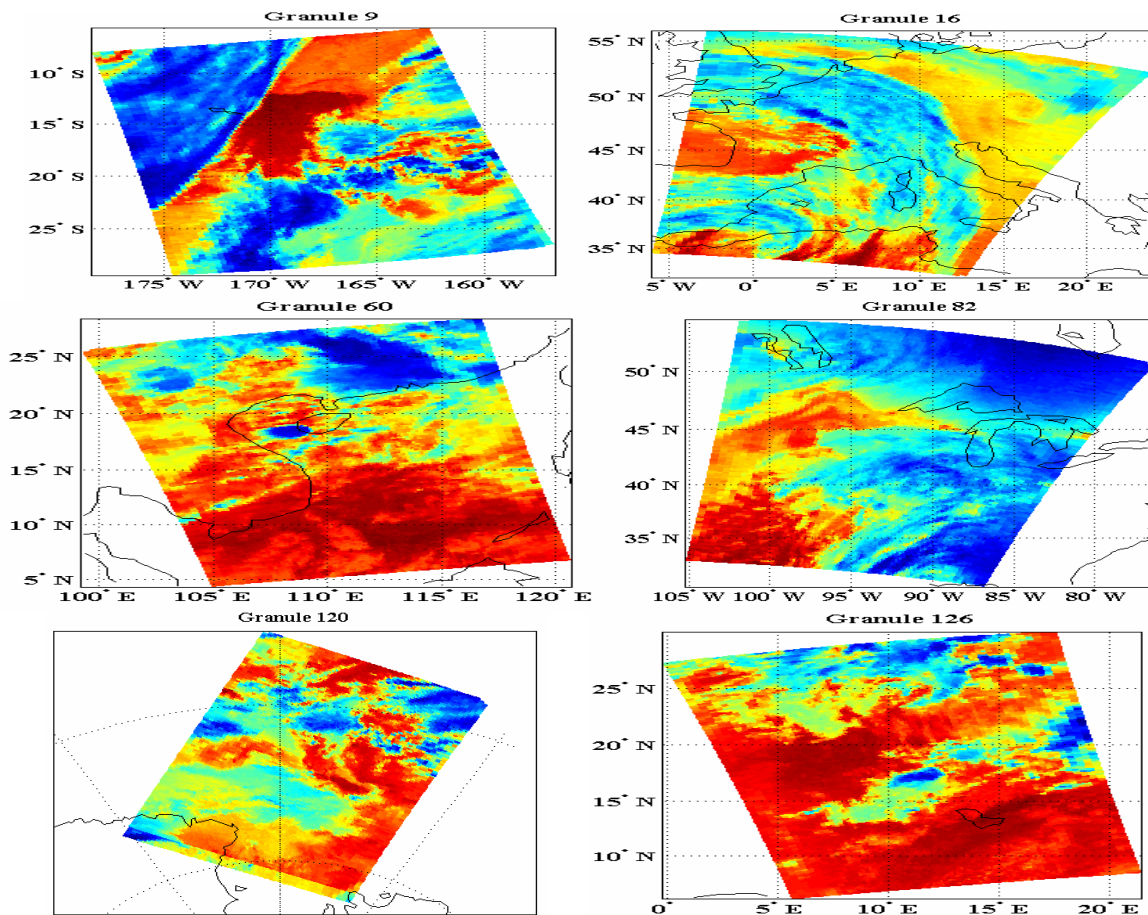 Granule 9
10° S
15° S
20° S
25° S
175° W 170° W 165° W 160° W
Granule 16
55° N
50° N
45° N
40° N
35° N
5° W 0° 5° E 10° E 15° E 20° E
Granule 60
25° N
20° N
15° N
10° N
5° N
100° E 105° E 110° E 115° E 120° E
Granule 82
50° N
45° N
40° N
35° N
105° W 100° W 95° W 90° W 85° W 80° W
Granule 120
Granule 126
25° N
20° N
15° N
10° N
0° 5° E 10° E 15° E 20° E